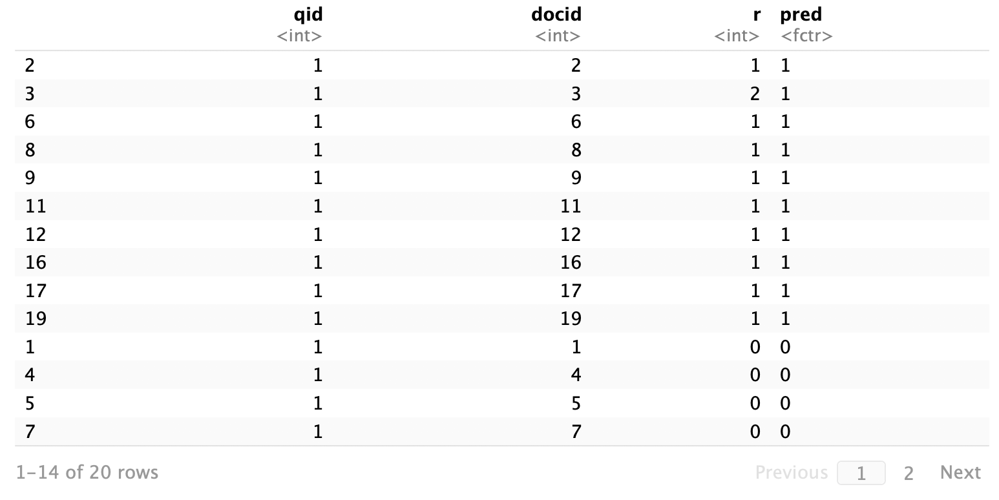 qid docid r pred
<int> <int> <int> <fctr>
2 1 2 1 1
3 1 3 2 1
6 1 6 1 1
8 1 8 1 1
9 1 9 1 1
11 1 11 1 1
12 1 12 1 1
16 1 16 1 1
17 1 17 1 1
19 1 19 1 1
1 1 1 0 0
4 1 4 0 0
5 1 5 0 0
7 1 7 0 0
1–14 of 20 rows Previous 1 2 Next